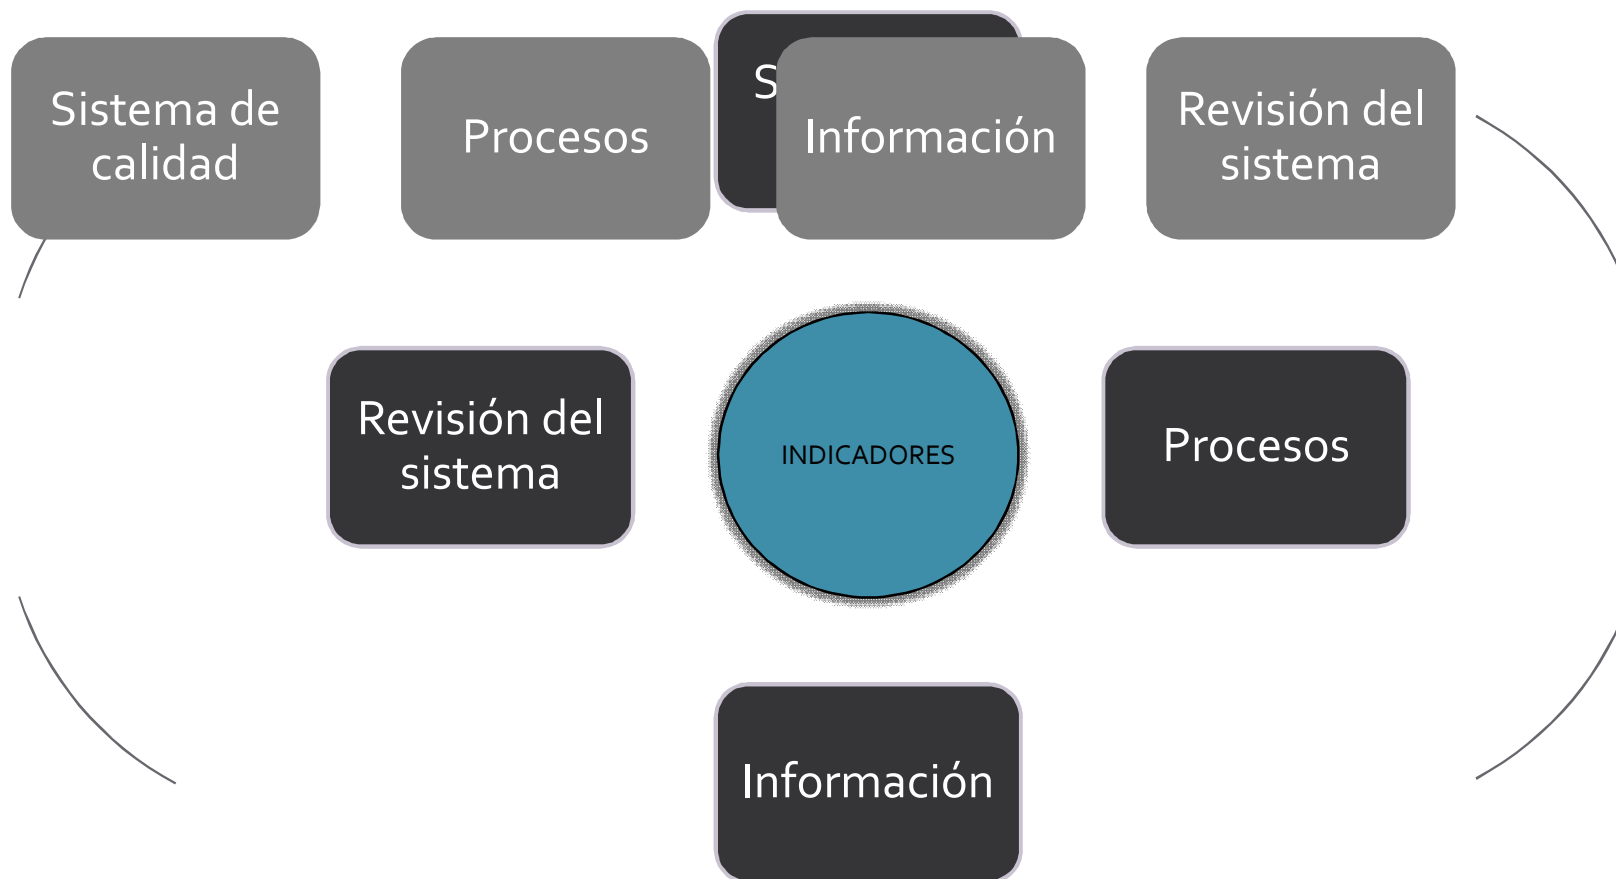 Sistema de
calidad
Procesos
S
Información
Revisión del
sistema
Revisión del
sistema
INDICADORES
Procesos
Información